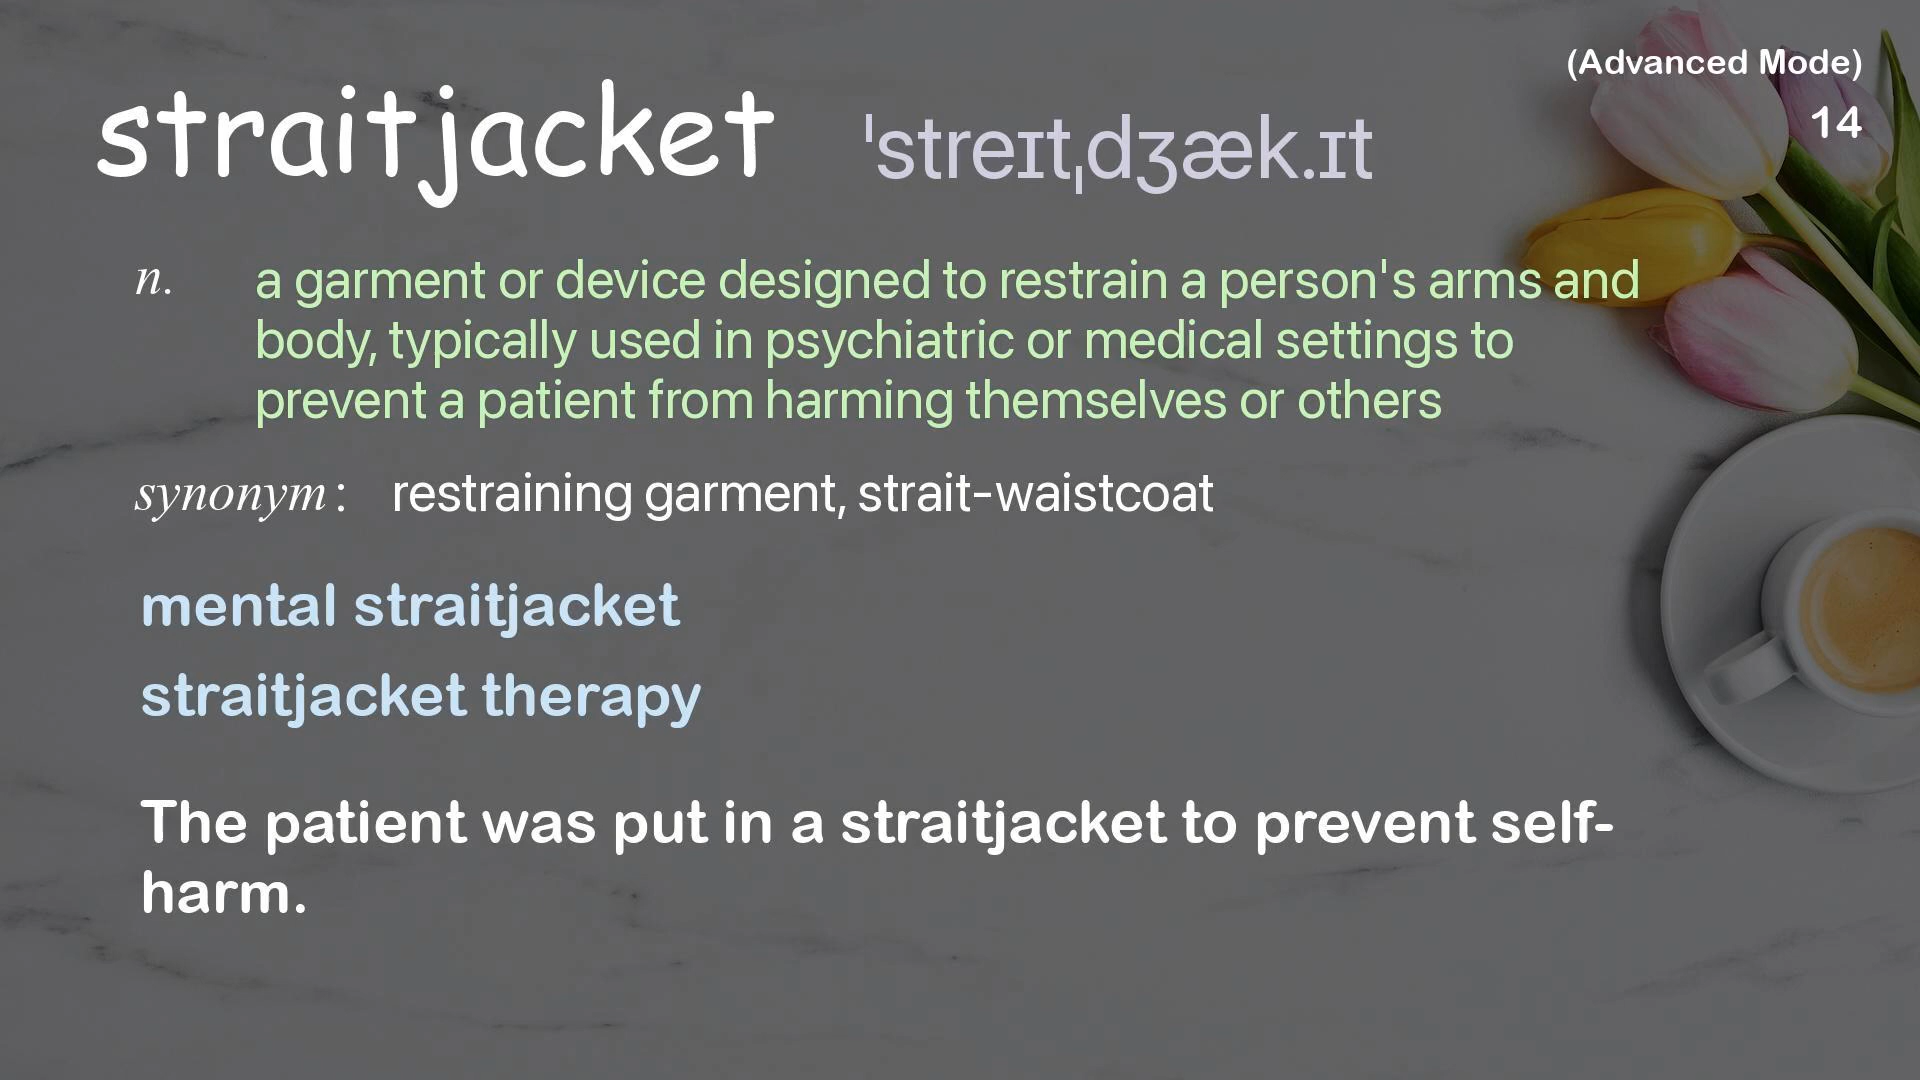 (Advanced Mode)
14
straitjacket ˈstreɪtˌdʒæk.ɪt
n. a garment or device designed to restrain a person's arms and
body, typically used in psychiatric or medical settings to
prevent a patient from harming themselves or others
synonym : restraining garment, strait-waistcoat
mental straitjacket
straitjacket therapy
The patient was put in a straitjacket to prevent self-
harm.